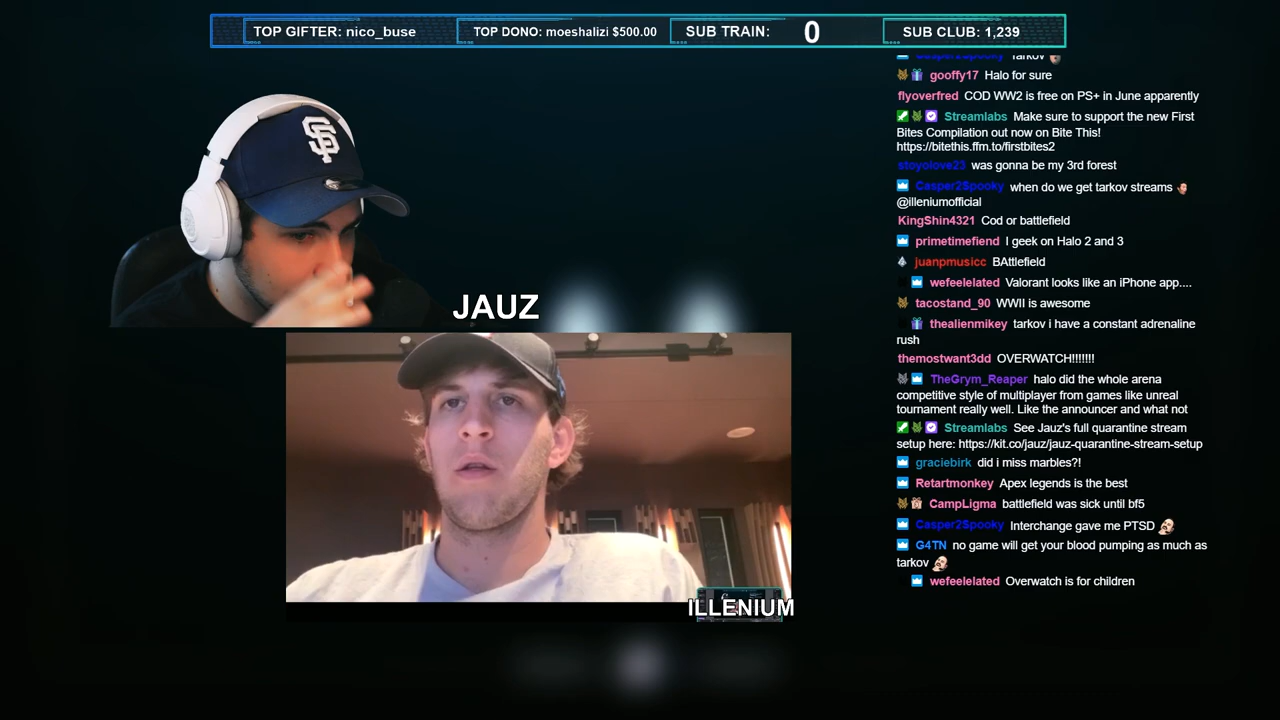 TOP GIFTER: nico_buse
TOP DONO: moeshalizi $500.00
SUB TRAIN: 0
SUB CLUB: 1,239
SF
JAUZ
ILLENIUM
Casper2Spooky Tarkov
gooffy17 Halo for sure
flyoverfred COD WW2 is free on PS+ in June apparently
Streamlabs Make sure to support the new First
Bites Compilation out now on Bite This!
https://bitethis.ffm.to/firstbites2
stoyolove23 was gonna be my 3rd forest
Casper2Spooky when do we get tarkov streams
@illeniumofficial
KingShin4321 Cod or battlefield
primetimefiend I geek on Halo 2 and 3
juanpmusicc BAttlefield
wefeelelated Valorant looks like an iPhone app....
tacostand_90 WWII is awesome
thealienmikey tarkov i have a constant adrenaline
rush
themostwant3dd OVERWATCH!!!!!!!
TheGrym_Reaper halo did the whole arena
competitive style of multiplayer from games like unreal
tournament really well. Like the announcer and what not
Streamlabs See Jauz's full quarantine stream
setup here: https://kit.co/jauz/jauz-quarantine-stream-setup
graciebirk did i miss marbles?!
Retartmonkey Apex legends is the best
CampLigma battlefield was sick until bf5
Casper2Spooky Interchange gave me PTSD
G4TN no game will get your blood pumping as much as
tarkov
wefeelelated Overwatch is for children